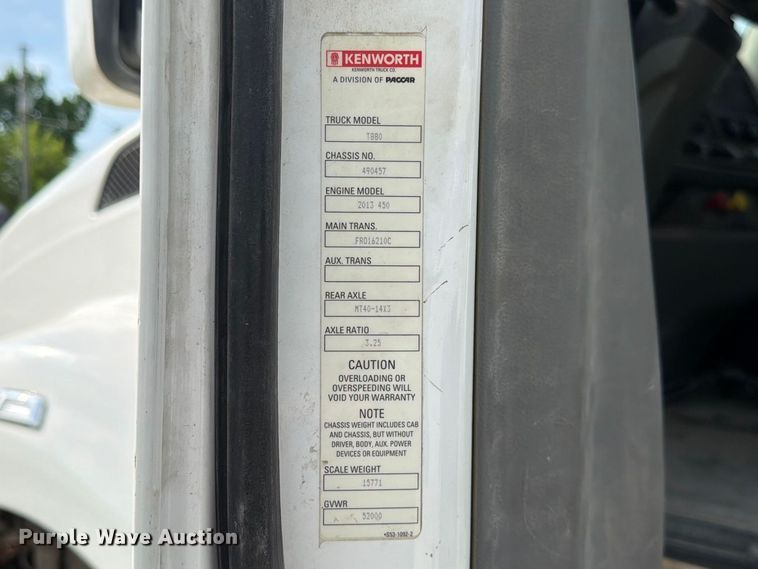 KENWORTH
KENWORTH TRUCK CO.
A DIVISION OF PACCAR
TRUCK MODEL
T880
CHASSIS NO.
490457
ENGINE MODEL
2013 450
MAIN TRANS.
FRO16210C
AUX. TRANS
REAR AXLE
MT40-14X3
AXLE RATIO
3.25
CAUTION
OVERLOADING OR
OVERSPEEDING WILL
VOID YOUR WARRANTY
NOTE
CHASSIS WEIGHT INCLUDES CAB
AND CHASSIS, BUT WITHOUT
DRIVER, BODY, AUX. POWER
DEVICES OR EQUIPMENT
SCALE WEIGHT
15771
GVWR
52000
S53-1092-2
Purple Wave Auction